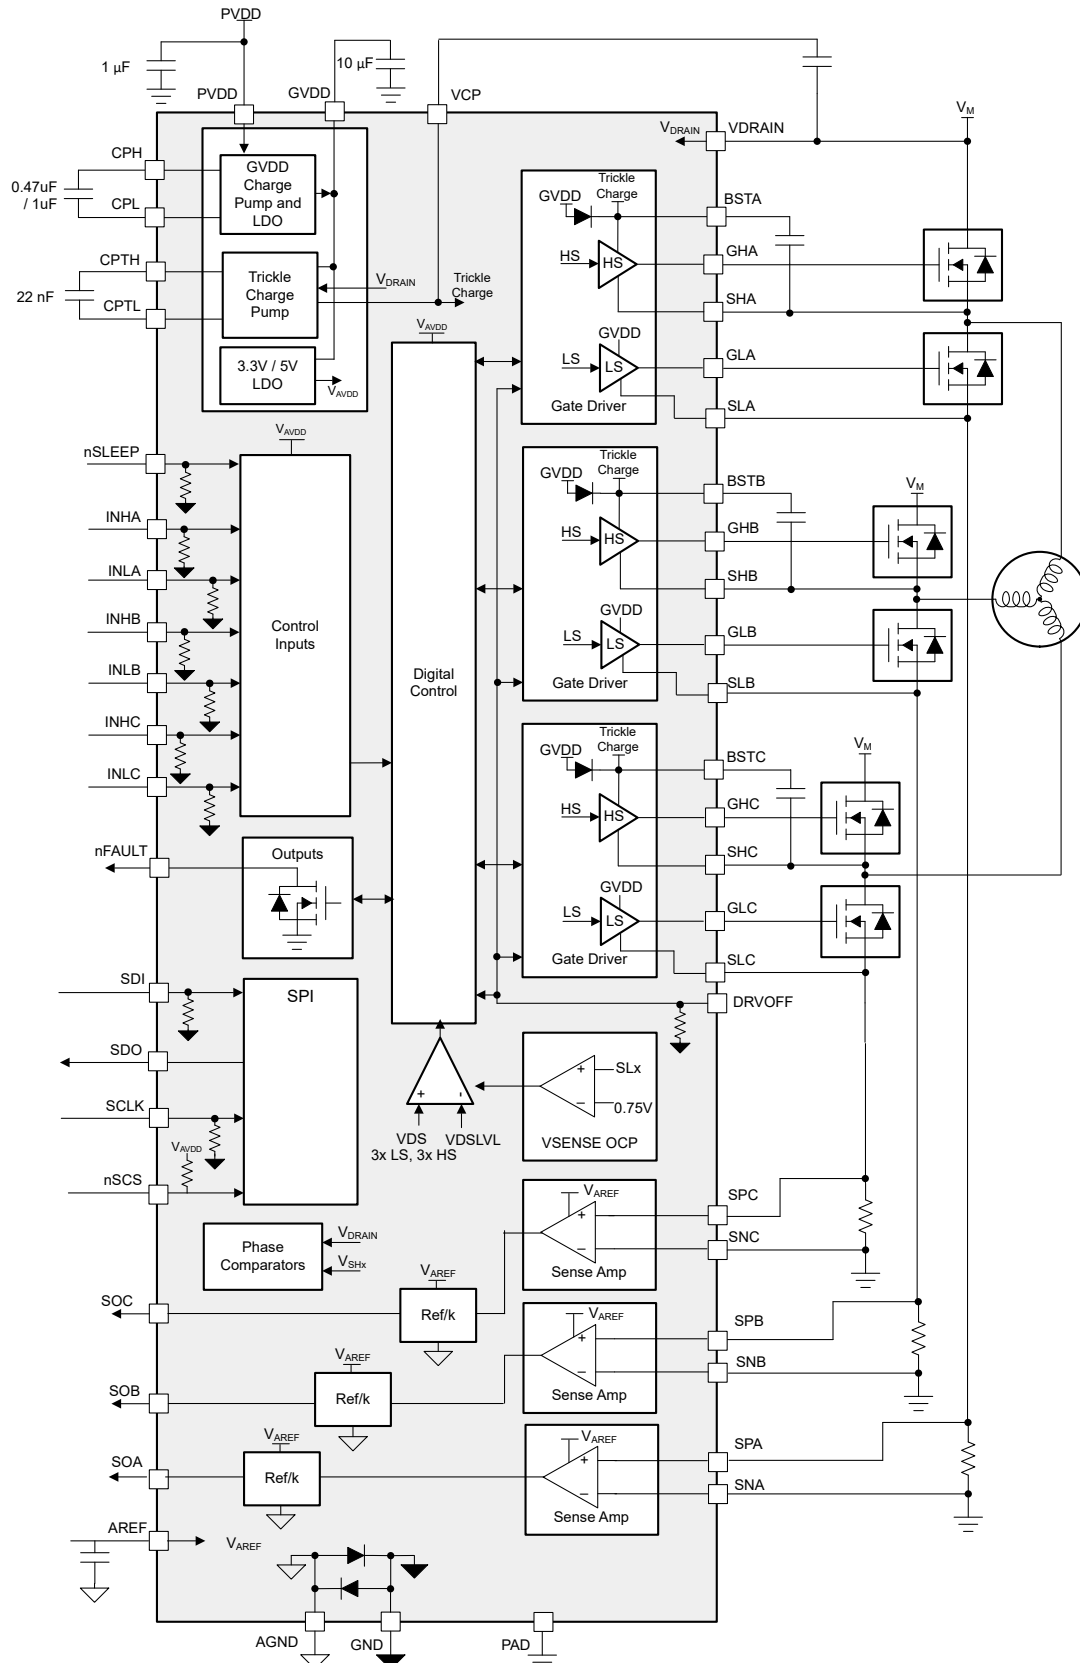 PVDD
1 µF
10 µF
PVDD
GVDD
VCP
VM
VDRAIN
VDRAIN
CPH
0.47uF
/ 1uF
CPL
GVDD
Charge
Pump and
LDO
CPTH
22 nF
CPTL
Trickle
Charge
Pump
VDRAIN
Trickle
Charge
3.3V / 5V
LDO
VAVDD
VAVDD
Trickle
Charge
GVDD
HS
HS
GVDD
LS
LS
Gate Driver
BSTA
GHA
SHA
GLA
SLA
nSLEEP
INHA
INLA
INHB
INLB
INHC
INLC
VAVDD
Control
Inputs
Digital
Control
Trickle
Charge
GVDD
HS
HS
GVDD
LS
LS
Gate Driver
BSTB
GHB
SHB
GLB
SLB
VM
Trickle
Charge
GVDD
HS
HS
GVDD
LS
LS
Gate Driver
BSTC
GHC
SHC
GLC
SLC
VM
DRVOFF
nFAULT
Outputs
SDI
SDO
SCLK
VAVDD
nSCS
SPI
+
-
VDS
3x LS, 3x HS
VDSLVL
+
−
SLx
0.75V
VSENSE OCP
Phase
Comparators
VDRAIN
VSHx
VAREF
+
−
Sense Amp
SPC
SNC
SOC
VAREF
Ref/k
VAREF
+
−
Sense Amp
SPB
SNB
SOB
VAREF
Ref/k
VAREF
+
−
Sense Amp
SPA
SNA
SOA
VAREF
Ref/k
AREF
VAREF
AGND
GND
PAD